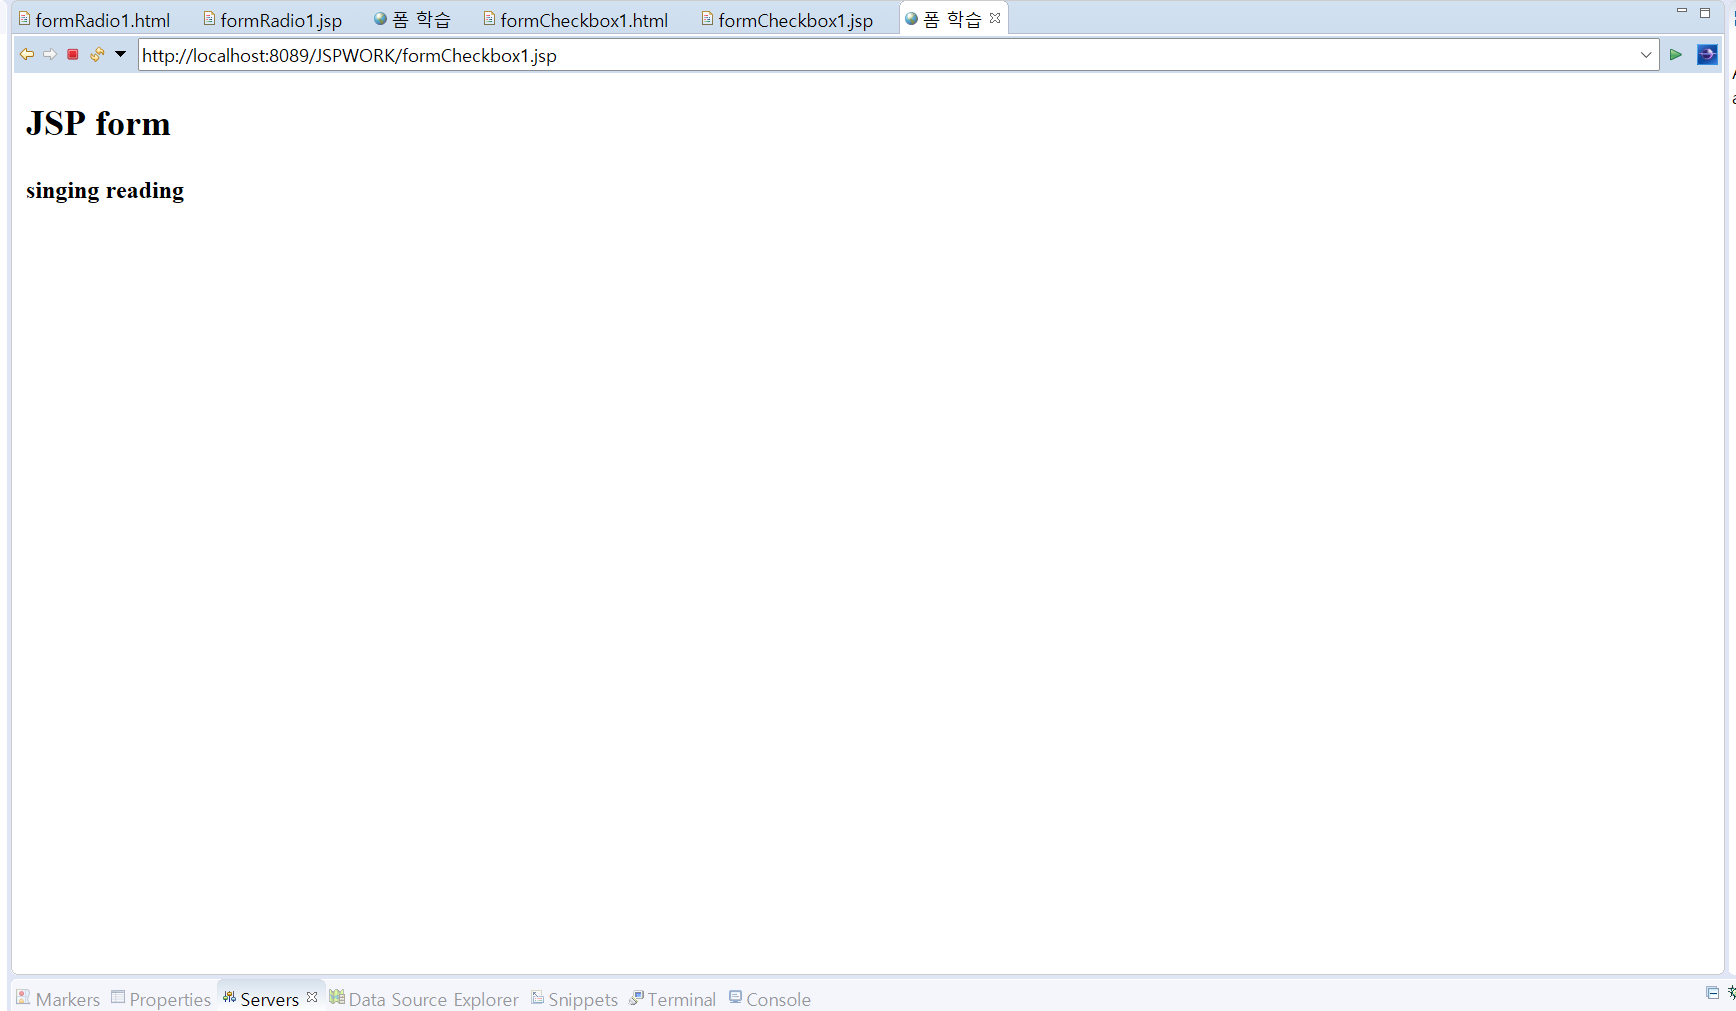 formRadio1.html formRadio1.jsp 폼 학습 formCheckbox1.html formCheckbox1.jsp 폼 학습
http://localhost:8089/JSPWORK/formCheckbox1.jsp
JSP form
singing reading
Markers Properties Servers Data Source Explorer Snippets Terminal Console